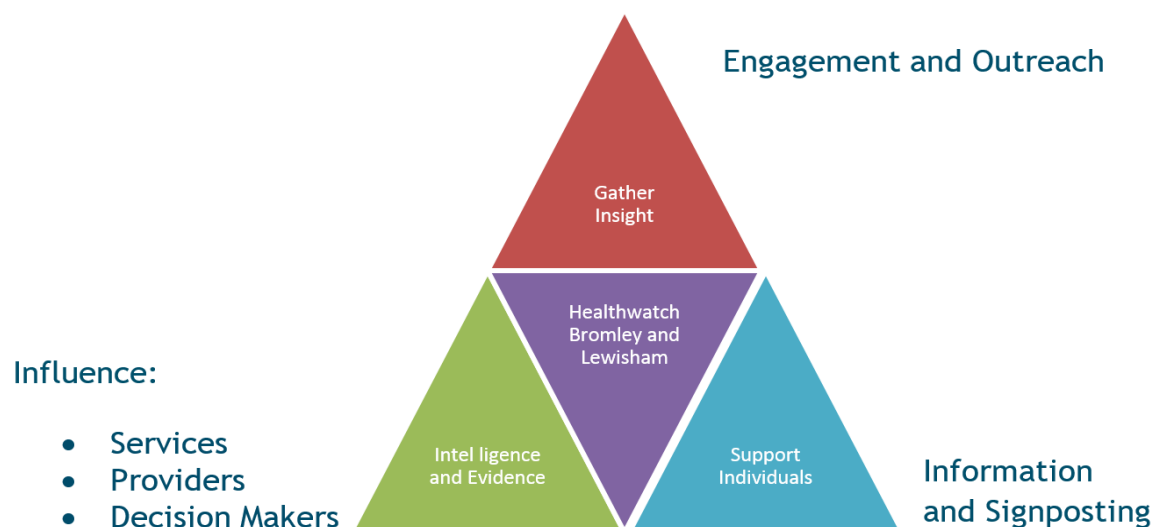 Engagement and Outreach
Gather
Insight
Healthwatch
Bromley and
Lewisham
Influence:
• Services
• Providers
• Decision Makers
Intel ligence
and Evidence
Support
Individuals
Information
and Signposting